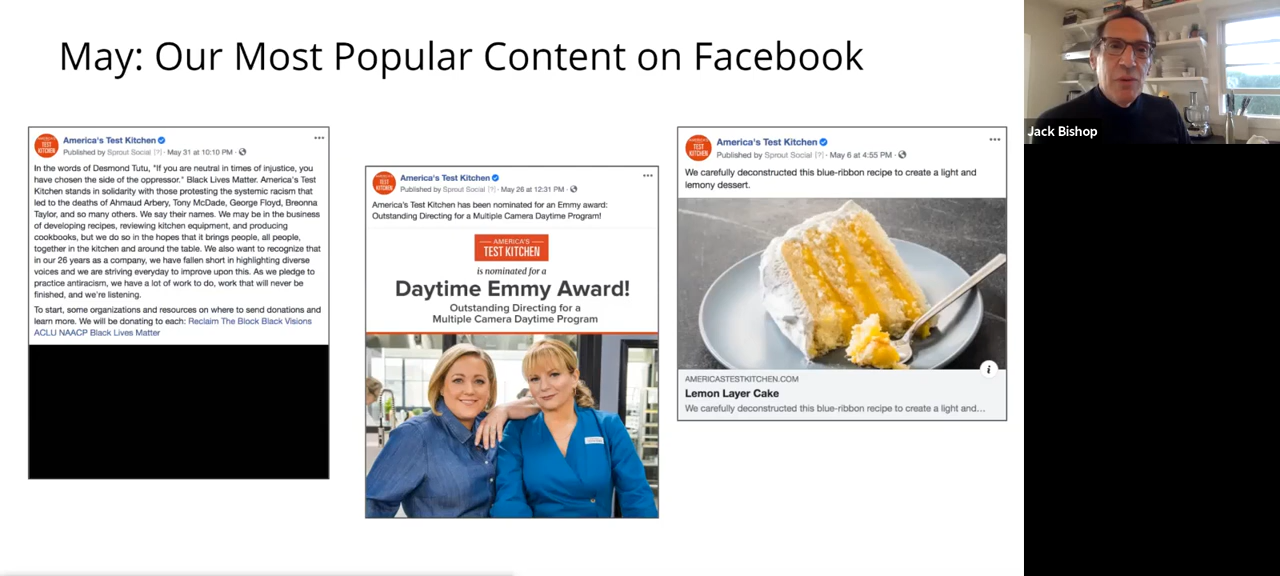 May: Our Most Popular Content on Facebook
America's Test Kitchen
Published by Sprout Social [?] · May 31 at 10:10 PM ·
In the words of Desmond Tutu, "If you are neutral in times of injustice, you
have chosen the side of the oppressor." Black Lives Matter. America's Test
Kitchen stands in solidarity with those protesting the systemic racism that
led to the deaths of Ahmaud Arbery, Tony McDade, George Floyd, Breonna
Taylor, and so many others. We say their names. We may be in the business
of developing recipes, reviewing kitchen equipment, and producing
cookbooks, but we do so in the hopes that it brings people, all people,
together in the kitchen and around the table. We also want to recognize that
in our 26 years as a company, we have fallen short in highlighting diverse
voices and we are striving everyday to improve upon this. As we pledge to
practice antiracism, we have a lot of work to do, work that will never be
finished, and we're listening.
To start, some organizations and resources on where to send donations and
learn more. We will be donating to each: Reclaim The Block Black Visions
ACLU NAACP Black Lives Matter
America's Test Kitchen
Published by Sprout Social [?] · May 26 at 12:31 PM ·
America's Test Kitchen has been nominated for an Emmy award:
Outstanding Directing for a Multiple Camera Daytime Program!
AMERICA'S
TEST KITCHEN
is nominated for a
Daytime Emmy Award!
Outstanding Directing for a
Multiple Camera Daytime Program
America's Test Kitchen
Published by Sprout Social [?] · May 6 at 4:55 PM ·
We carefully deconstructed this blue-ribbon recipe to create a light and
lemony dessert.
AMERICASTESTKITCHEN.COM
Lemon Layer Cake
We carefully deconstructed this blue-ribbon recipe to create a light and...
Jack Bishop